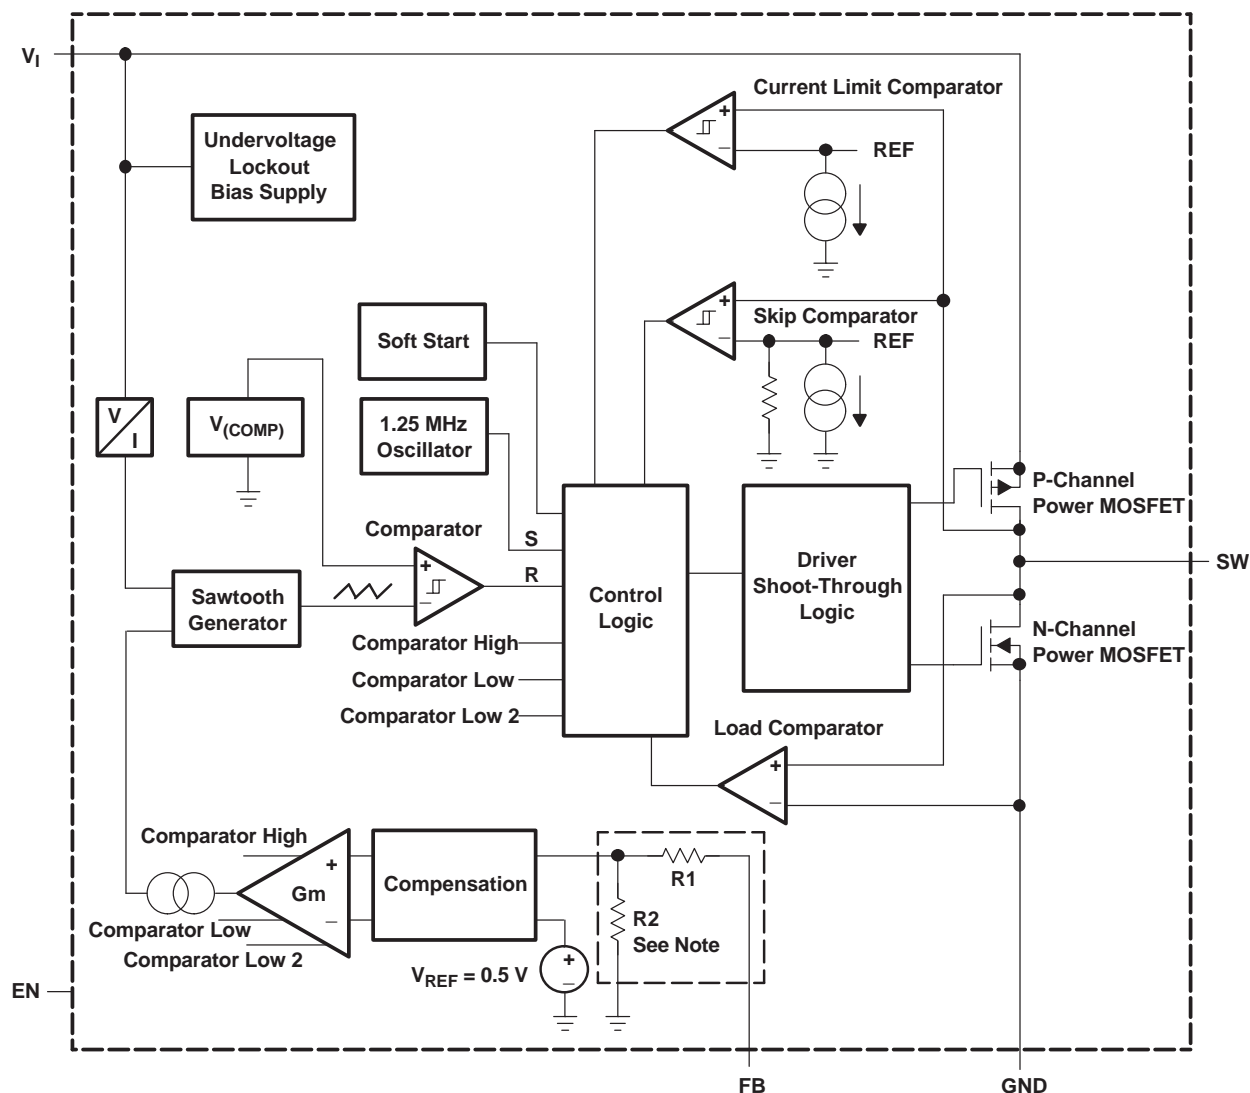 V_I
Current Limit Comparator
+
−
REF
Undervoltage
Lockout
Bias Supply
Skip Comparator
+
−
REF
Soft Start
V
I
V(COMP)
1.25 MHz
Oscillator
P-Channel
Power MOSFET
Comparator
+
−
S
R
Control
Logic
Driver
Shoot-Through
Logic
SW
Sawtooth
Generator
N-Channel
Power MOSFET
Comparator High
Comparator Low
Comparator Low 2
Load Comparator
+
−
Comparator High
+
Gm
−
Compensation
R1
R2
See Note
Comparator Low
Comparator Low 2
VREF = 0.5 V
+
−
EN
FB
GND